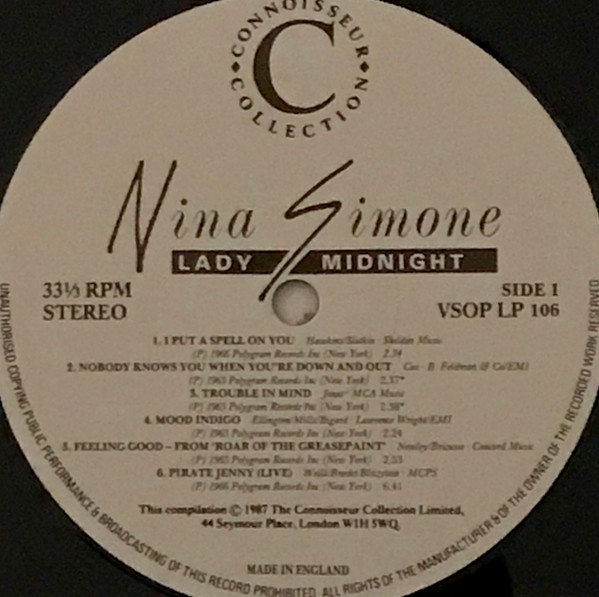 CONNOISSEUR
C
COLLECTION
Nina Simone
LADY MIDNIGHT
33⅓ RPM
STEREO
SIDE 1
VSOP LP 106
1. I PUT A SPELL ON YOU Hawkins/Slotkin · Sheldon Music
(P) 1965 Polygram Records Inc (New York) 2.34
2. NOBODY KNOWS YOU WHEN YOU'RE DOWN AND OUT Cox · B. Feldman & Co/EMI
(P) 1965 Polygram Records Inc (New York) 2.37*
3. TROUBLE IN MIND Jones · MCA Music
(P) 1965 Polygram Records Inc (New York)
4. MOOD INDIGO Ellington/Mills/Bigard · Lawrence Wright/EMI
(P) 1965 Polygram Records Inc (New York) 2.24
5. FEELING GOOD – FROM 'ROAR OF THE GREASEPAINT' Newley/Bricusse · Concord Music
(P) 1965 Polygram Records Inc (New York) 2.53
6. PIRATE JENNY (LIVE) Weill/Brecht/Blitzstein · MCPS
(P) 1966 Polygram Records Inc (New York) 6.41
This compilation © 1987 The Connoisseur Collection Limited,
44 Seymour Place, London W1H 5WQ.
MADE IN ENGLAND
UNAUTHORISED COPYING PUBLIC PERFORMANCE & BROADCASTING OF THIS RECORD PROHIBITED. ALL RIGHTS OF THE MANUFACTURER & OF THE OWNER OF THE RECORDED WORK RESERVED